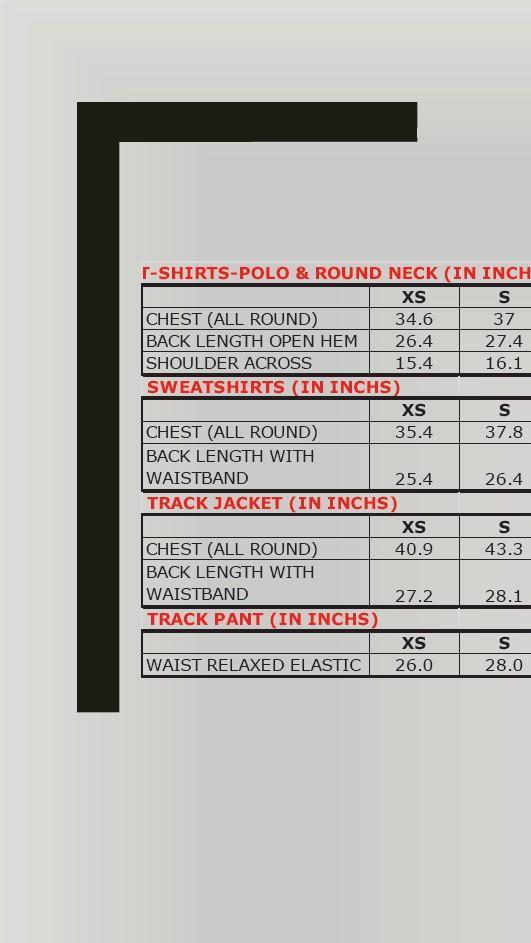 T-SHIRTS-POLO & ROUND NECK (IN INCH
XS S
CHEST (ALL ROUND) 34.6 37
BACK LENGTH OPEN HEM 26.4 27.4
SHOULDER ACROSS 15.4 16.1
SWEATSHIRTS (IN INCHS)
XS S
CHEST (ALL ROUND) 35.4 37.8
BACK LENGTH WITH
WAISTBAND 25.4 26.4
TRACK JACKET (IN INCHS)
XS S
CHEST (ALL ROUND) 40.9 43.3
BACK LENGTH WITH
WAISTBAND 27.2 28.1
TRACK PANT (IN INCHS)
XS S
WAIST RELAXED ELASTIC 26.0 28.0